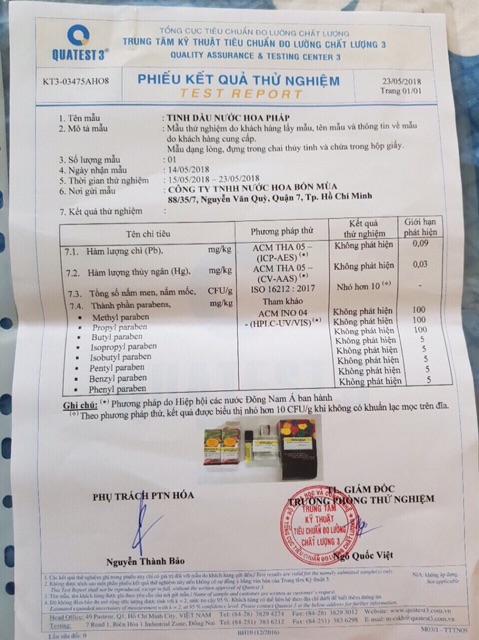 TỔNG CỤC TIÊU CHUẨN ĐO LƯỜNG CHẤT LƯỢNG
TRUNG TÂM KỸ THUẬT TIÊU CHUẨN ĐO LƯỜNG CHẤT LƯỢNG 3
QUALITY ASSURANCE & TESTING CENTER 3
QUATEST 3®
KT3-03475AHO8
PHIẾU KẾT QUẢ THỬ NGHIỆM
TEST REPORT
23/05/2018
Trang 01/01
1. Tên mẫu : TINH DẦU NƯỚC HOA PHÁP
2. Mô tả mẫu : Mẫu thử nghiệm do khách hàng lấy mẫu, tên mẫu và thông tin về mẫu
do khách hàng cung cấp.
Mẫu dạng lỏng, đựng trong chai thủy tinh và chứa trong hộp giấy.
3. Số lượng mẫu : 01
4. Ngày nhận mẫu : 14/05/2018
5. Thời gian thử nghiệm : 15/05/2018 – 23/05/2018
6. Nơi gửi mẫu : CÔNG TY TNHH NƯỚC HOA BỐN MÙA
88/35/7, Nguyễn Văn Quỳ, Quận 7, Tp. Hồ Chí Minh
7. Kết quả thử nghiệm :
Tên chỉ tiêu Phương pháp thử Kết quả thử nghiệm Giới hạn phát hiện
7.1. Hàm lượng chì (Pb), mg/kg ACM THA 05 – (ICP-AES) (*) Không phát hiện 0,09
7.2. Hàm lượng thủy ngân (Hg), mg/kg ACM THA 05 – (CV-AAS) (*) Không phát hiện 0,03
7.3. Tổng số nấm men, nấm mốc, CFU/g ISO 16212 : 2017 Nhỏ hơn 10 (◊) -
7.4. Thành phần parabens, mg/kg Tham khảo
• Methyl paraben ACM INO 04 Không phát hiện 100
• Propyl paraben - (HPLC-UV/VIS) (*) Không phát hiện 100
• Butyl paraben Không phát hiện 100
• Isopropyl paraben Không phát hiện 5
• Isobutyl paraben Không phát hiện 5
• Pentyl paraben Không phát hiện 5
• Benzyl paraben Không phát hiện 5
• Phenyl paraben Không phát hiện 5
Ghi chú: (*) Phương pháp do Hiệp hội các nước Đông Nam Á ban hành
(◊) Theo phương pháp thử, kết quả được biểu thị nhỏ hơn 10 CFU/g khi không có khuẩn lạc mọc trên đĩa.
PHỤ TRÁCH PTN HÓA
TL. GIÁM ĐỐC
TRƯỞNG PHÒNG THỬ NGHIỆM
TRUNG TÂM
KỸ THUẬT
TIÊU CHUẨN ĐO LƯỜNG
CHẤT LƯỢNG 3
Nguyễn Thành Bảo
Ngô Quốc Việt
N/A: không áp dụng
Not applicable